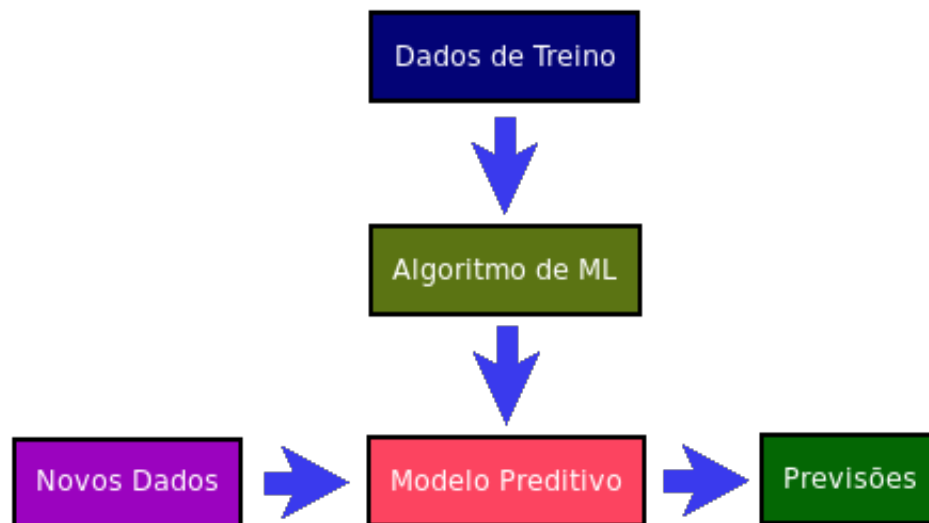 Dados de Treino
Algoritmo de ML
Novos Dados
Modelo Preditivo
Previsões